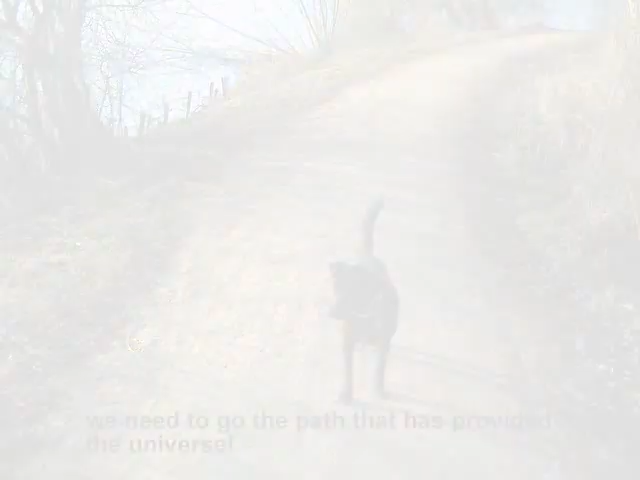 we need to go the path that has provided
the universe!